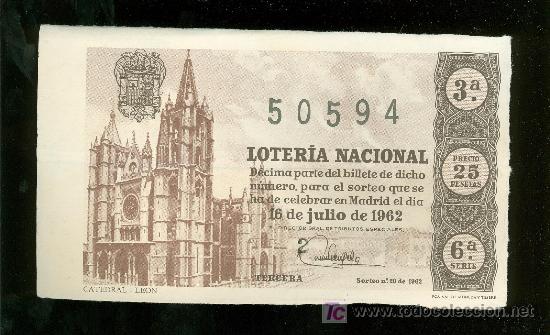 50594
3.ª
LOTERÍA NACIONAL
Décima parte del billete de dicho
número, para el sorteo que se
ha de celebrar en Madrid el día
16 de julio de 1962
PRECIO
25
PESETAS
2
TERCERA
Sorteo n.º 20 de 1962
6.ª
SERIE
CATEDRAL - LEON
todocoleccion